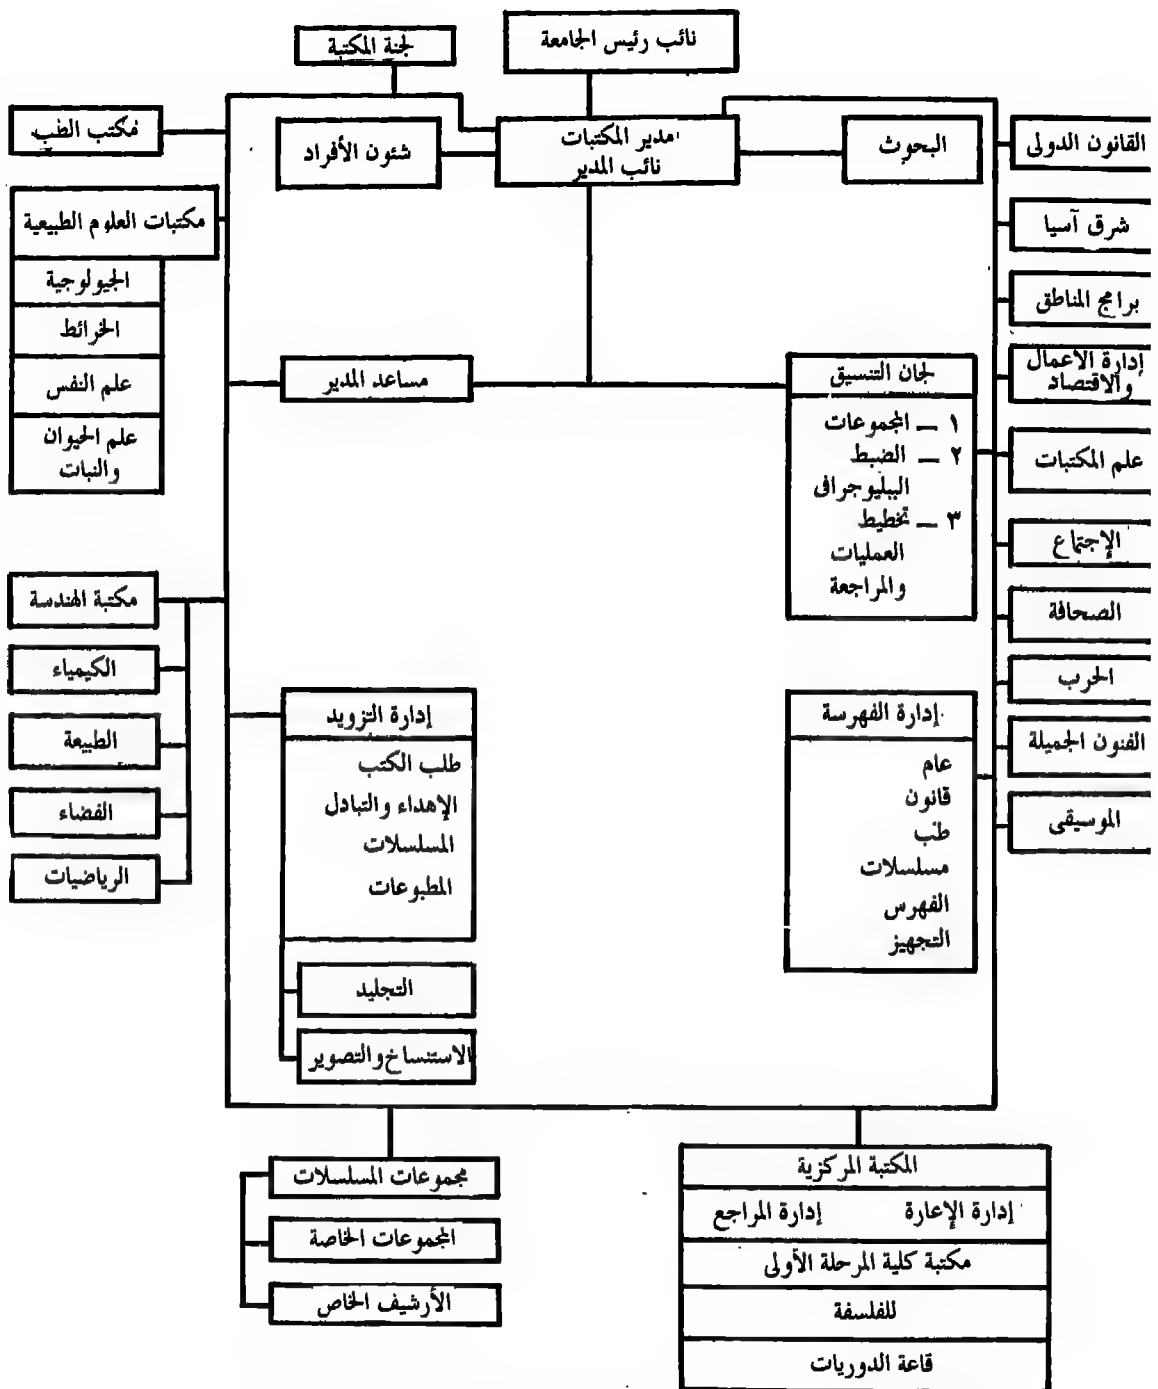 نائب رئيس الجامعة
لجنة المكتبة
مدير المكتبات
نائب المدير
البحوث
شئون الأفراد
القانون الدولى
شرق آسيا
برامج المناطق
إدارة الاعمال
والاقتصاد
علم المكتبات
الإجتماع
الصحافة
الحرب
الفنون الجميلة
الموسيقى
مكتب الطب
مكتبات العلوم الطبيعية
الجيولوجية
الخرائط
علم النفس
علم الحيوان
والنبات
مكتبة الهندسة
الكيمياء
الطبيعة
الفضاء
الرياضيات
لجان التنسيق
١ ـ المجموعات
٢ ـ الضبط
الببليوجرافى
٣ ـ تخطيط
العمليات
والمراجعة
مساعد المدير
إدارة الفهرسة
عام
قانون
طب
مسلسلات
الفهرس
التجهيز
إدارة التزويد
طلب الكتب
الإهداء والتبادل
المسلسلات
المطبوعات
التجليد
الاستنساخ والتصوير
المكتبة المركزية
إدارة الإعارة إدارة المراجع
مكتبة كلية المرحلة الأولى
للفلسفة
قاعة الدوريات
مجموعات المسلسلات
المجموعات الخاصة
الأرشيف الخاص